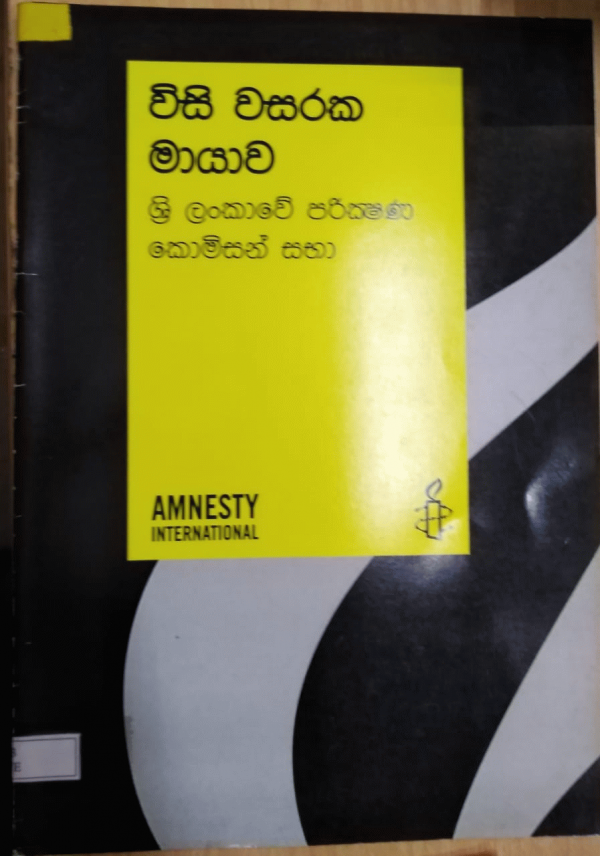 විසි වසරක
මායාව
ශ්‍රී ලංකාවේ පරීක්ෂණ
කොමිසන් සභා
AMNESTY
INTERNATIONAL